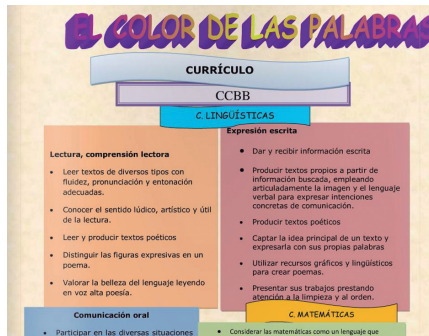 EL COLOR DE LAS PALABRAS
CURRÍCULO
CCBB
C. LINGÜÍSTICAS
Lectura, comprensión lectora
• Leer textos de diversos tipos con
fluidez, pronunciación y entonación
adecuadas.
• Conocer el sentido lúdico, artístico y útil
de la lectura.
• Leer y producir textos poéticos
• Distinguir las figuras expresivas en un
poema.
• Valorar la belleza del lenguaje leyendo
en voz alta poesía.
Expresión escrita
• Dar y recibir información escrita
• Producir textos propios a partir de
información buscada, empleando
articuladamente la imagen y el lenguaje
verbal para expresar intenciones
concretas de comunicación.
• Producir textos poéticos
• Captar la idea principal de un texto y
expresarla con sus propias palabras
• Utilizar recursos gráficos y lingüísticos
para crear poemas.
• Presentar sus trabajos prestando
atención a la limpieza y al orden.
Comunicación oral
• Participar en las diversas situaciones
C. MATEMÁTICAS
• Considerar las matemáticas como un lenguaje que